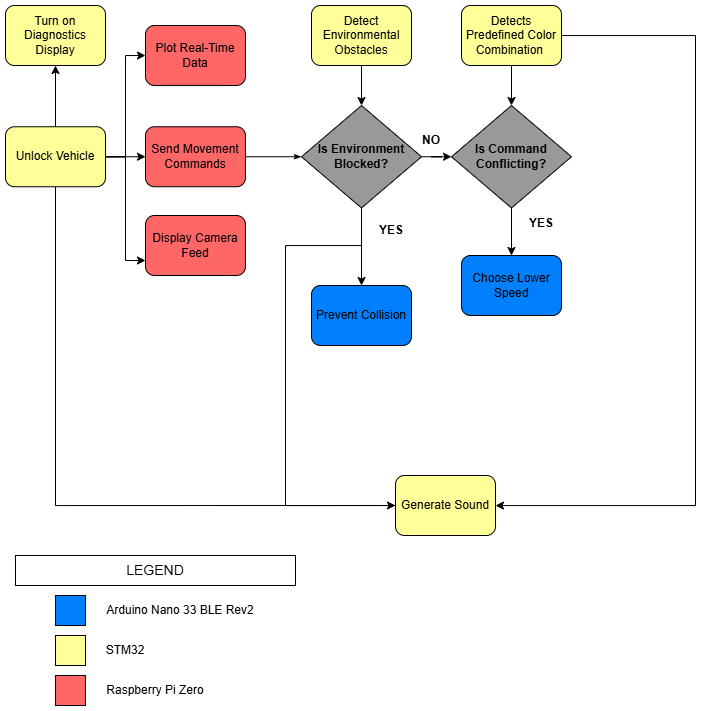 Turn on
Diagnostics
Display
Plot Real-Time
Data
Detect
Environmental
Obstacles
Detects
Predefined Color
Combination
Unlock Vehicle
Send Movement
Commands
Is Environment
Blocked?
NO
Is Command
Conflicting?
Display Camera
Feed
YES
YES
Prevent Collision
Choose Lower
Speed
Generate Sound
LEGEND
Arduino Nano 33 BLE Rev2
STM32
Raspberry Pi Zero